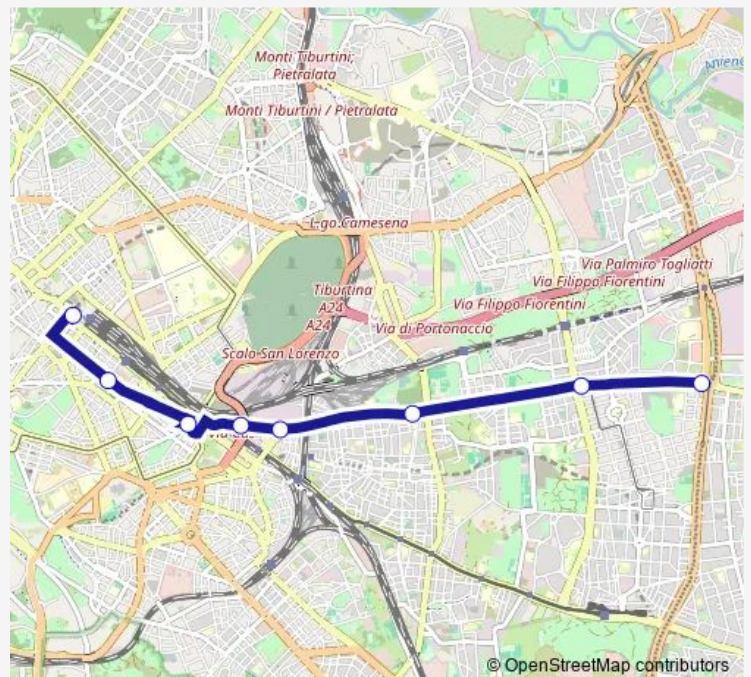 Monti Tiburtini;
Pietralata
Monti Tiburtini / Pietralata
Aniene
L.go Camesena
Via Palmiro Togliatti
Via Filippo Fiorentini
Tiburtina
A24
Via Filippo Fiorentini
A24
Via di Portonaccio
Scalo San Lorenzo
© OpenStreetMap contributors